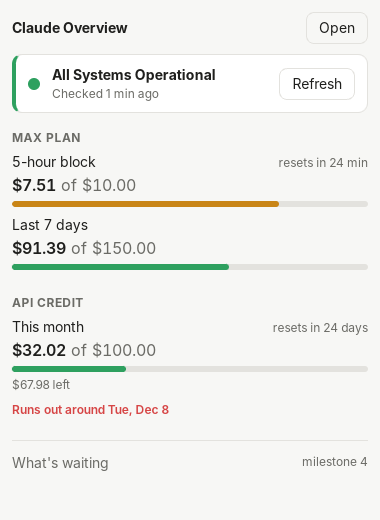 Claude Overview
Open
All Systems Operational
Checked 1 min ago
Refresh
MAX PLAN
5-hour block
resets in 24 min
$7.51 of $10.00
Last 7 days
$91.39 of $150.00
API CREDIT
This month
resets in 24 days
$32.02 of $100.00
$67.98 left
Runs out around Tue, Dec 8
What's waiting
milestone 4